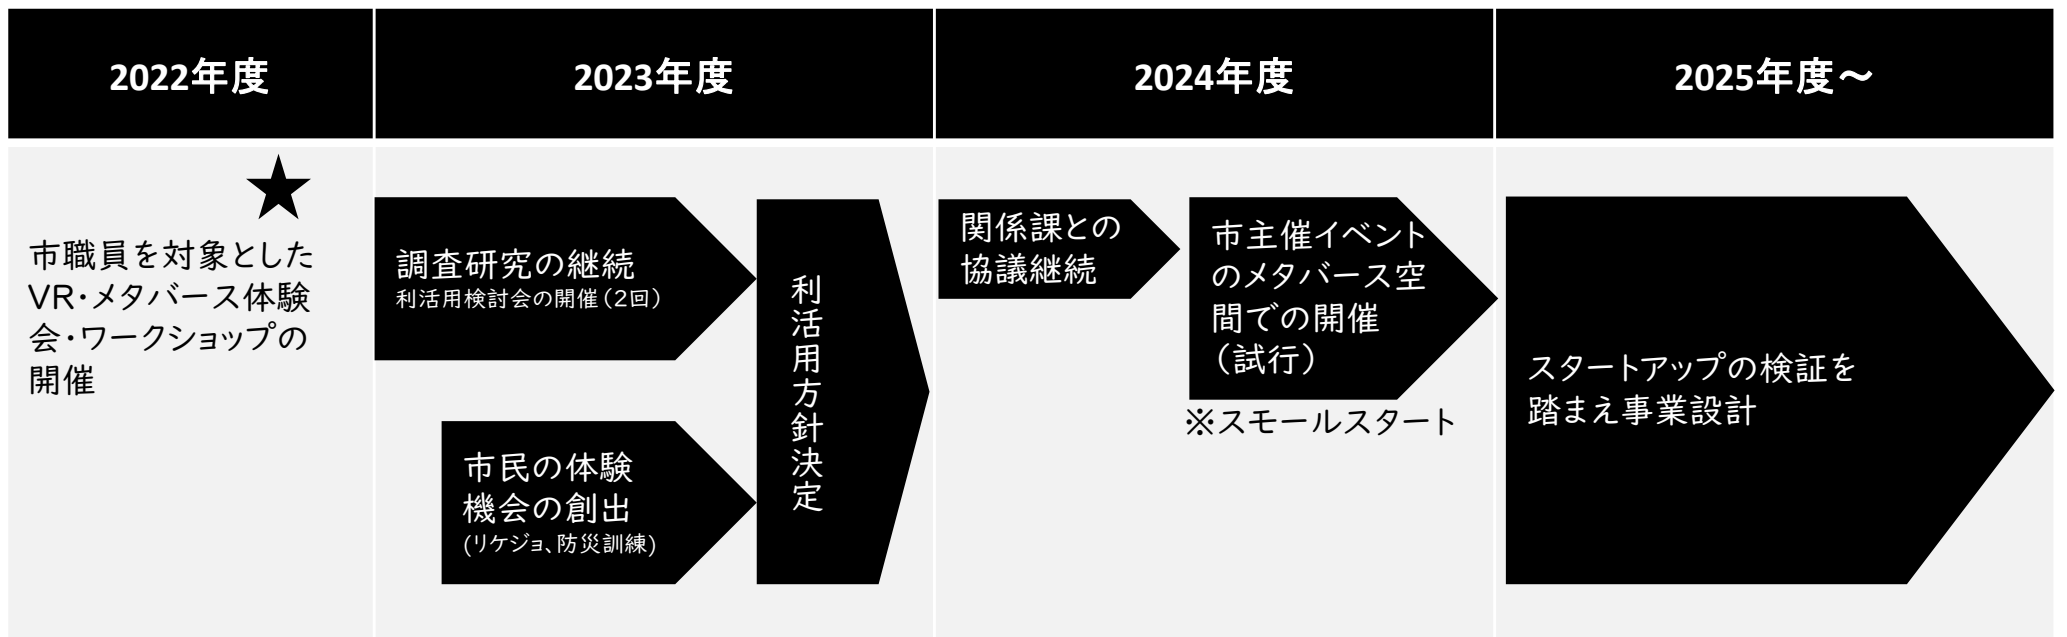 2022年度
2023年度
2024年度
2025年度～
★
市職員を対象とした
VR・メタバース体験
会・ワークショップの
開催
調査研究の継続
利活用検討会の開催（2回）
市民の体験
機会の創出
(リケジョ、防災訓練)
利活用方針決定
関係課との
協議継続
市主催イベント
のメタバース空
間での開催
（試行）
※スモールスタート
スタートアップの検証を
踏まえ事業設計